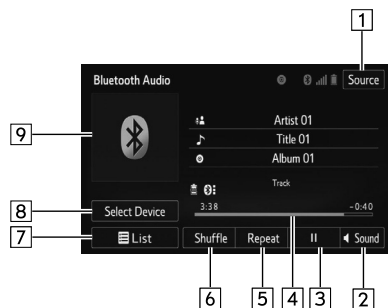 1
Bluetooth Audio
Source
Artist 01
Title 01
Album 01
9
Track
3:38
-0:40
8
Select Device
7
List
Shuffle
Repeat
Sound
6
5
4
3
2